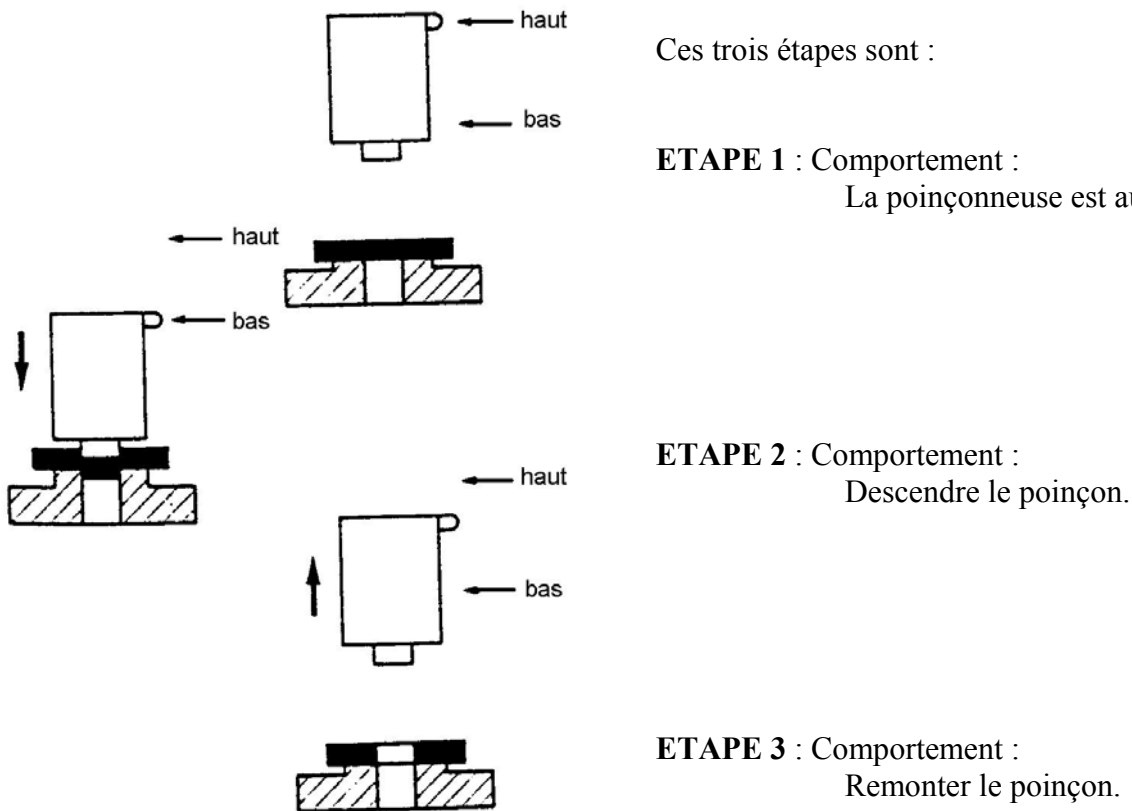 haut
Ces trois étapes sont :
bas
ETAPE 1 : Comportement :
La poinçonneuse est
haut
bas
ETAPE 2 : Comportement :
haut
Descendre le poinçon.
bas
ETAPE 3 : Comportement :
Remonter le poinçon.